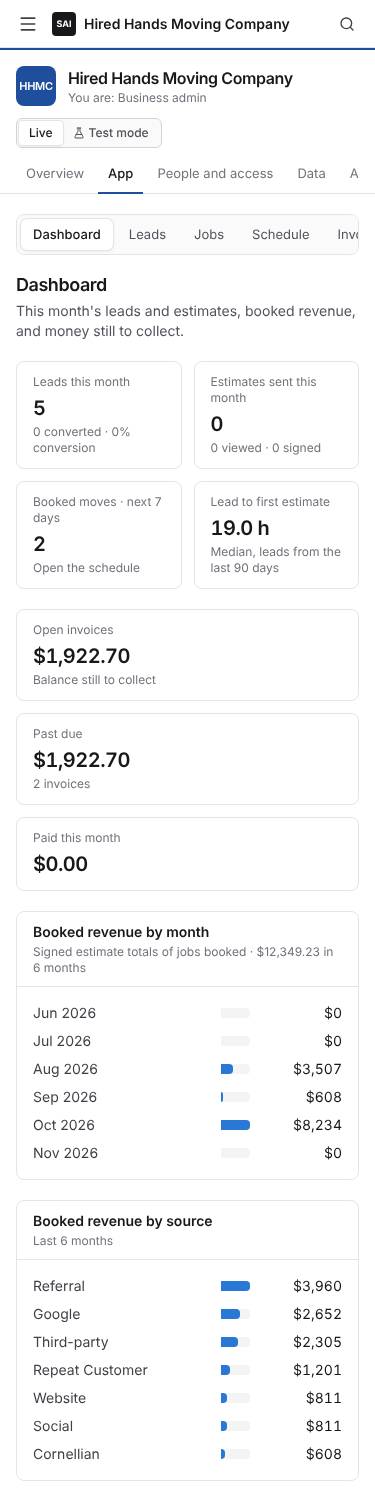 SAI Hired Hands Moving Company
HHMC
Hired Hands Moving Company
You are: Business admin
Live Test mode
Overview App People and access Data A
Dashboard Leads Jobs Schedule Invo
Dashboard
This month's leads and estimates, booked revenue,
and money still to collect.
Leads this month
5
0 converted · 0%
conversion
Estimates sent this
month
0
0 viewed · 0 signed
Booked moves · next 7
days
2
Open the schedule
Lead to first estimate
19.0 h
Median, leads from the
last 90 days
Open invoices
$1,922.70
Balance still to collect
Past due
$1,922.70
2 invoices
Paid this month
$0.00
Booked revenue by month
Signed estimate totals of jobs booked · $12,349.23 in
6 months
Jun 2026 $0
Jul 2026 $0
Aug 2026 $3,507
Sep 2026 $608
Oct 2026 $8,234
Nov 2026 $0
Booked revenue by source
Last 6 months
Referral $3,960
Google $2,652
Third-party $2,305
Repeat Customer $1,201
Website $811
Social $811
Cornellian $608